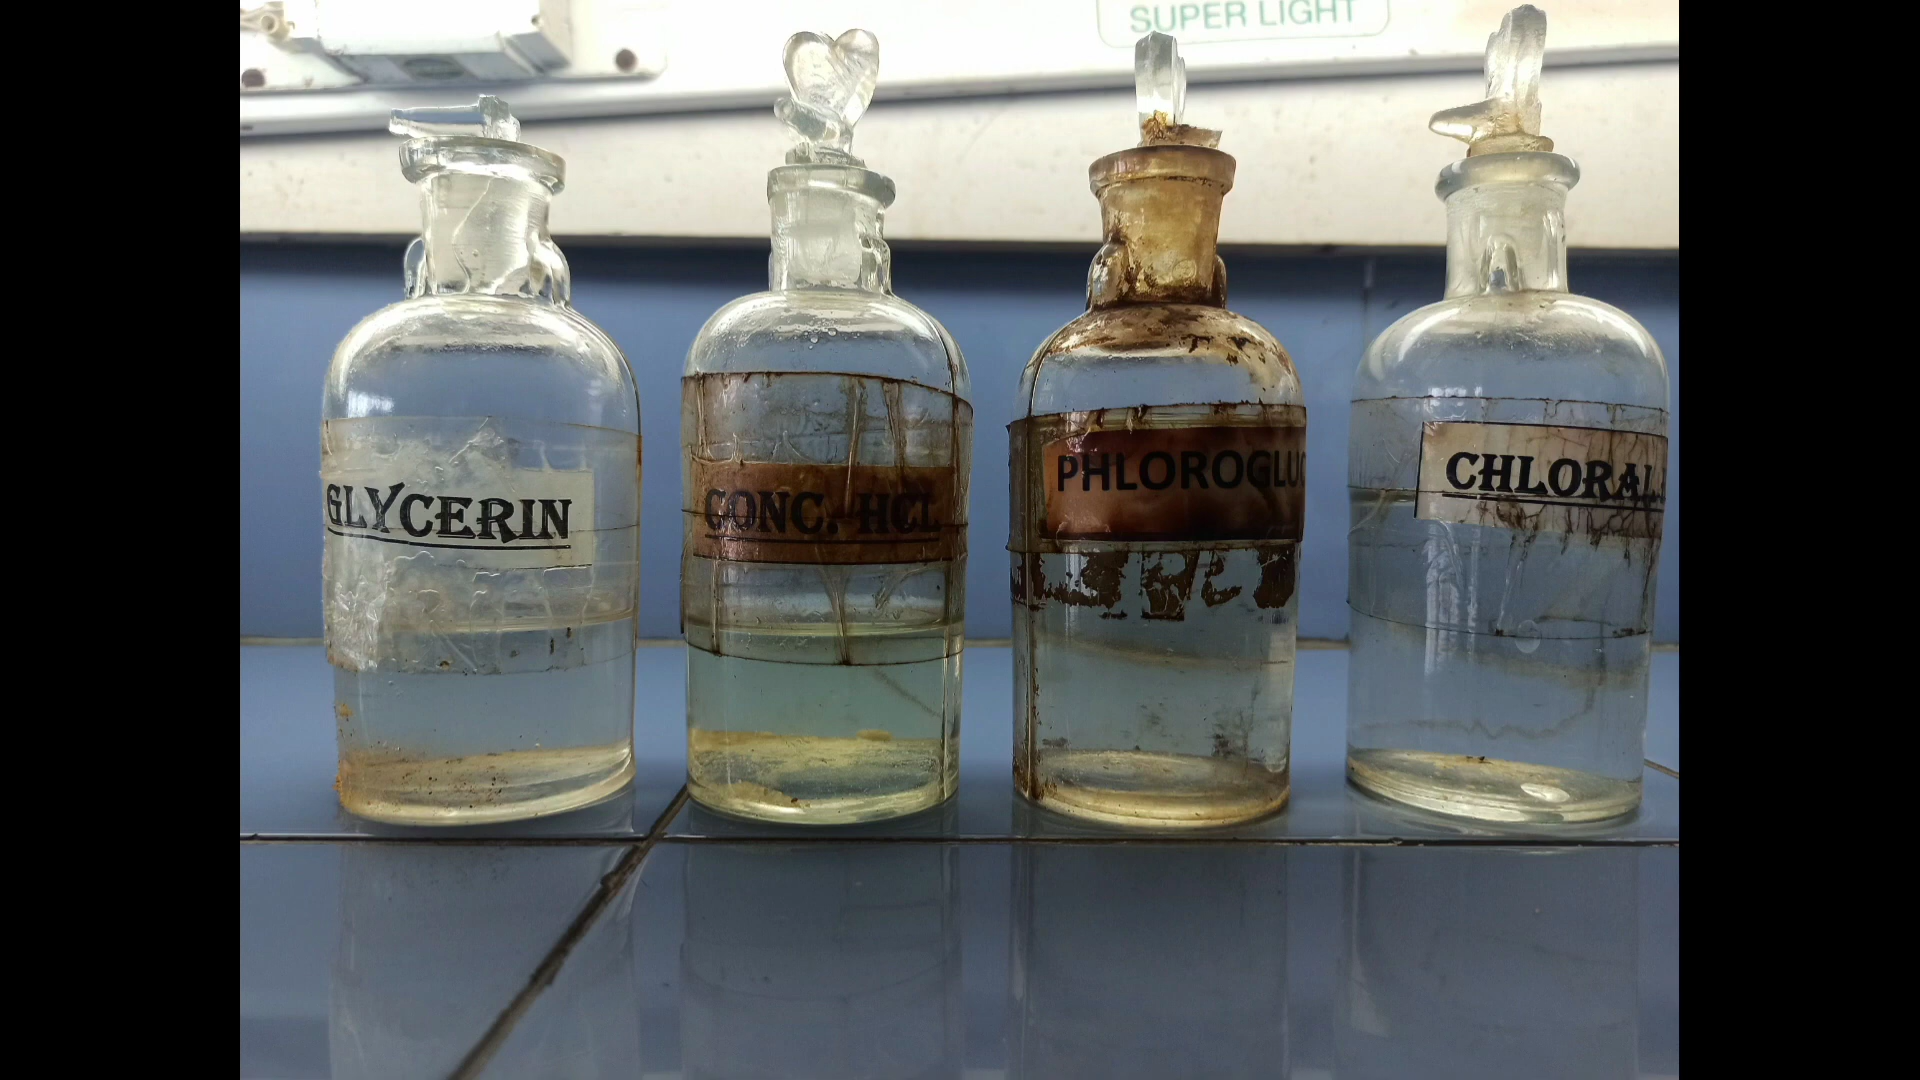 SUPER LIGHT
GLYCERIN
CONC. HCL
PHLOROGLUC
CHLORAL